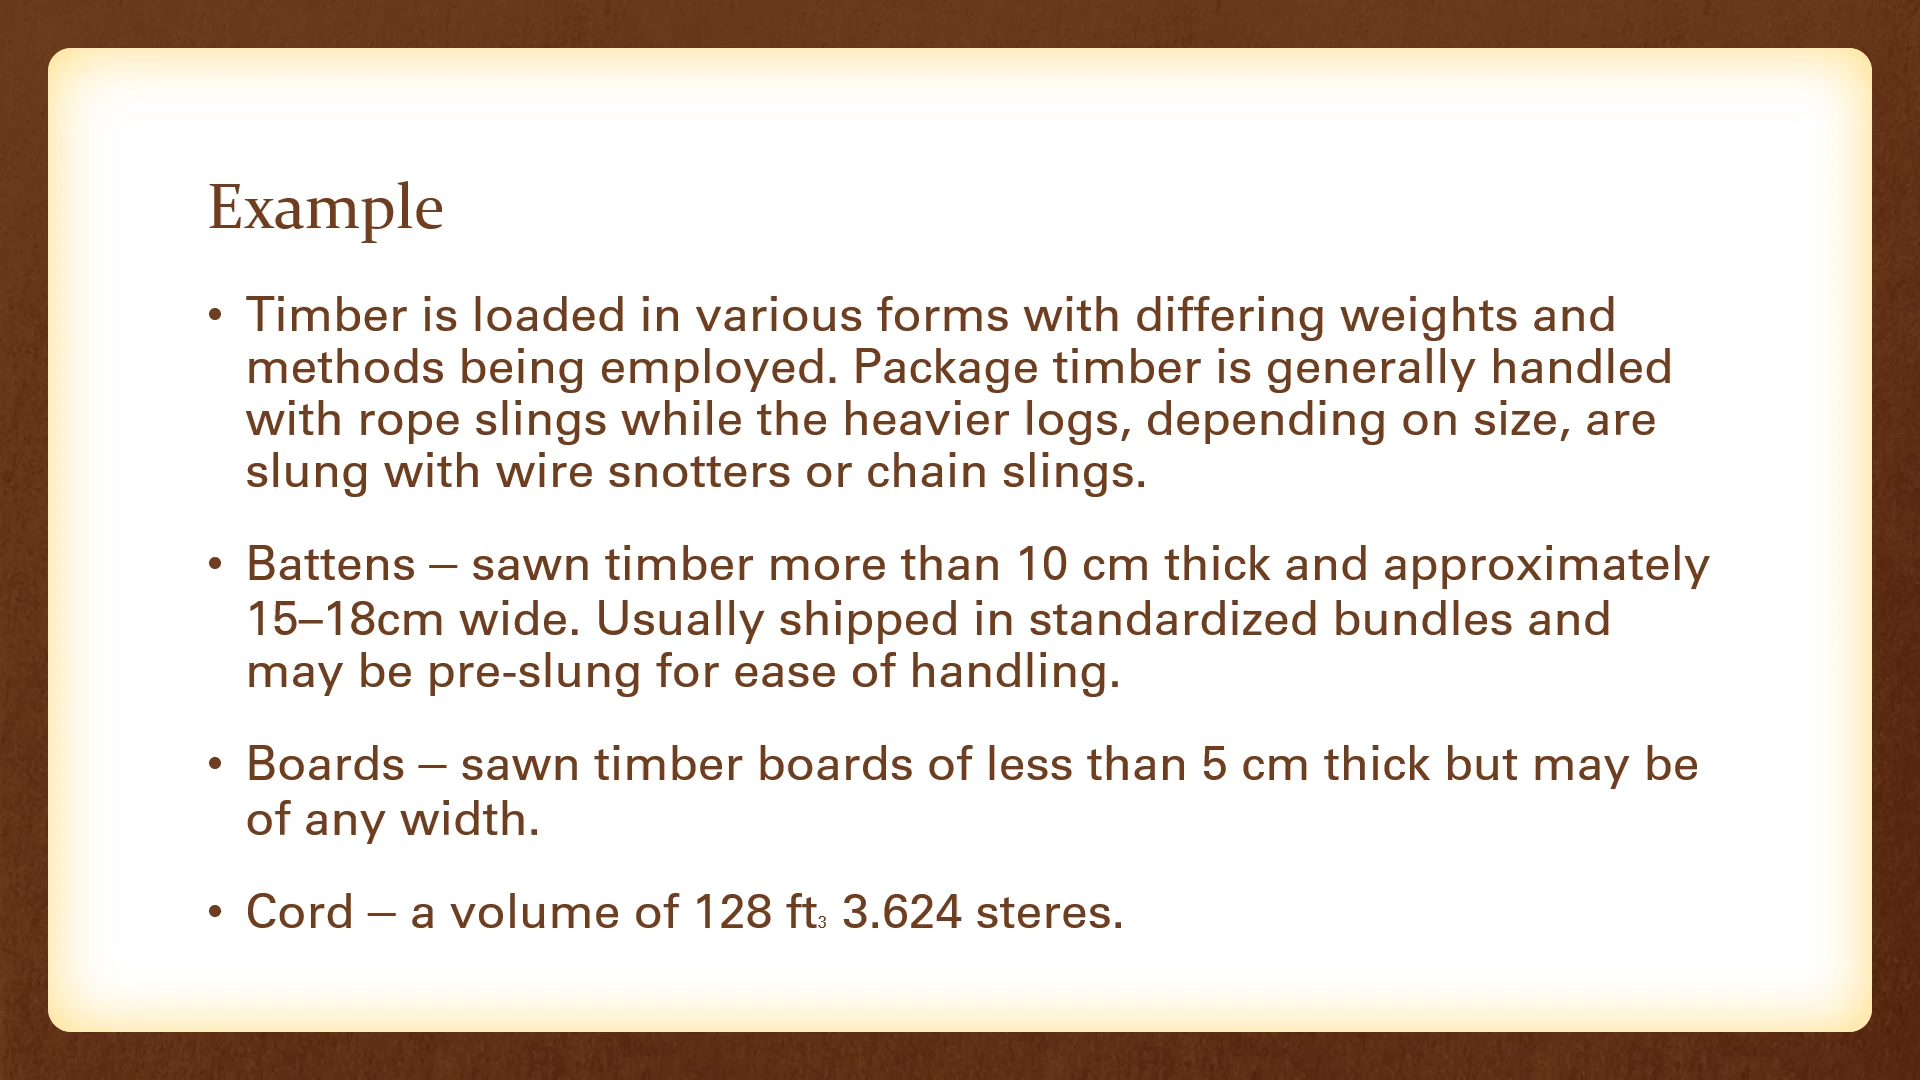 Example
• Timber is loaded in various forms with differing weights and
methods being employed. Package timber is generally handled
with rope slings while the heavier logs, depending on size, are
slung with wire snotters or chain slings.
• Battens – sawn timber more than 10 cm thick and approximately
15–18cm wide. Usually shipped in standardized bundles and
may be pre-slung for ease of handling.
• Boards – sawn timber boards of less than 5 cm thick but may be
of any width.
• Cord – a volume of 128 ft₃ 3.624 steres.